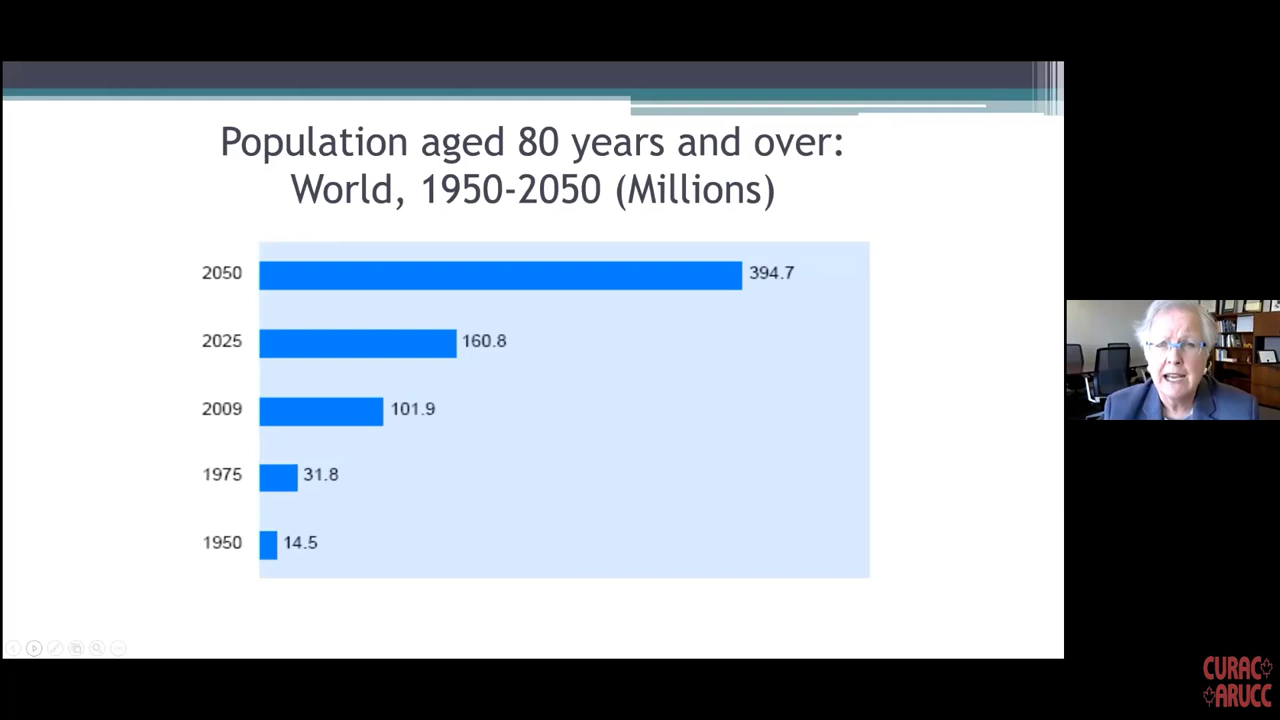 Population aged 80 years and over:
World, 1950-2050 (Millions)
2050 394.7
2025 160.8
2009 101.9
1975 31.8
1950 14.5
CURAC
ARUCC